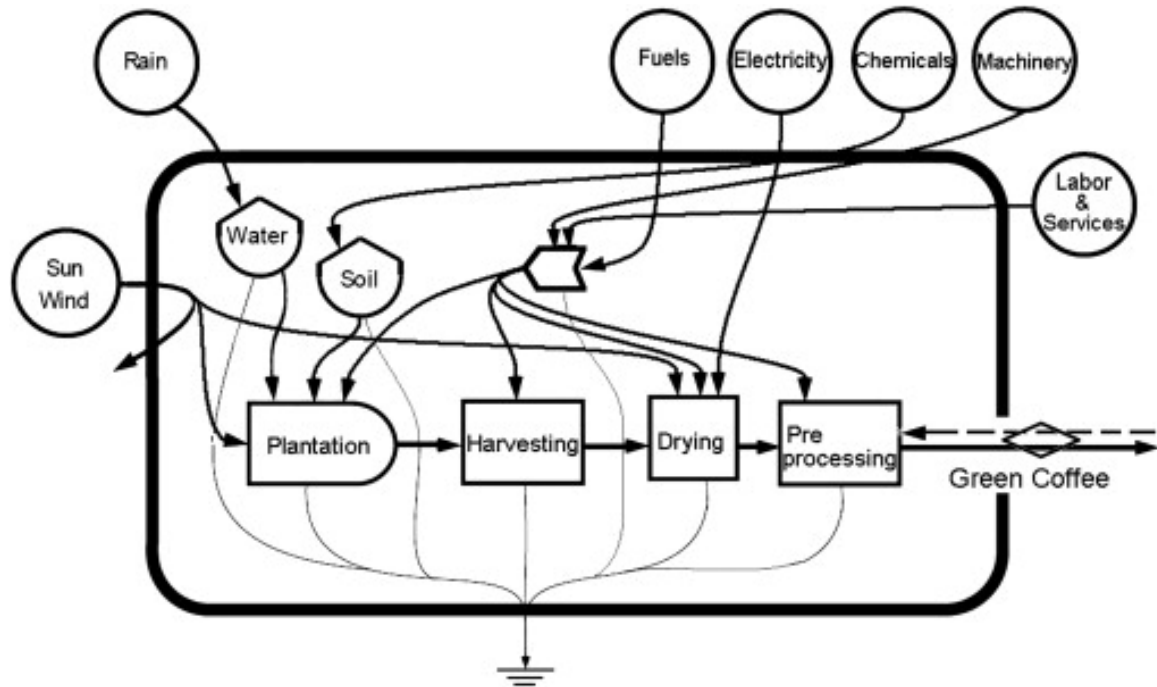 Rain
Fuels
Electricity
Chemicals
Machinery
Labor
&
Services
Water
Sun
Wind
Soil
Plantation
Harvesting
Drying
Pre
processing
Green Coffee